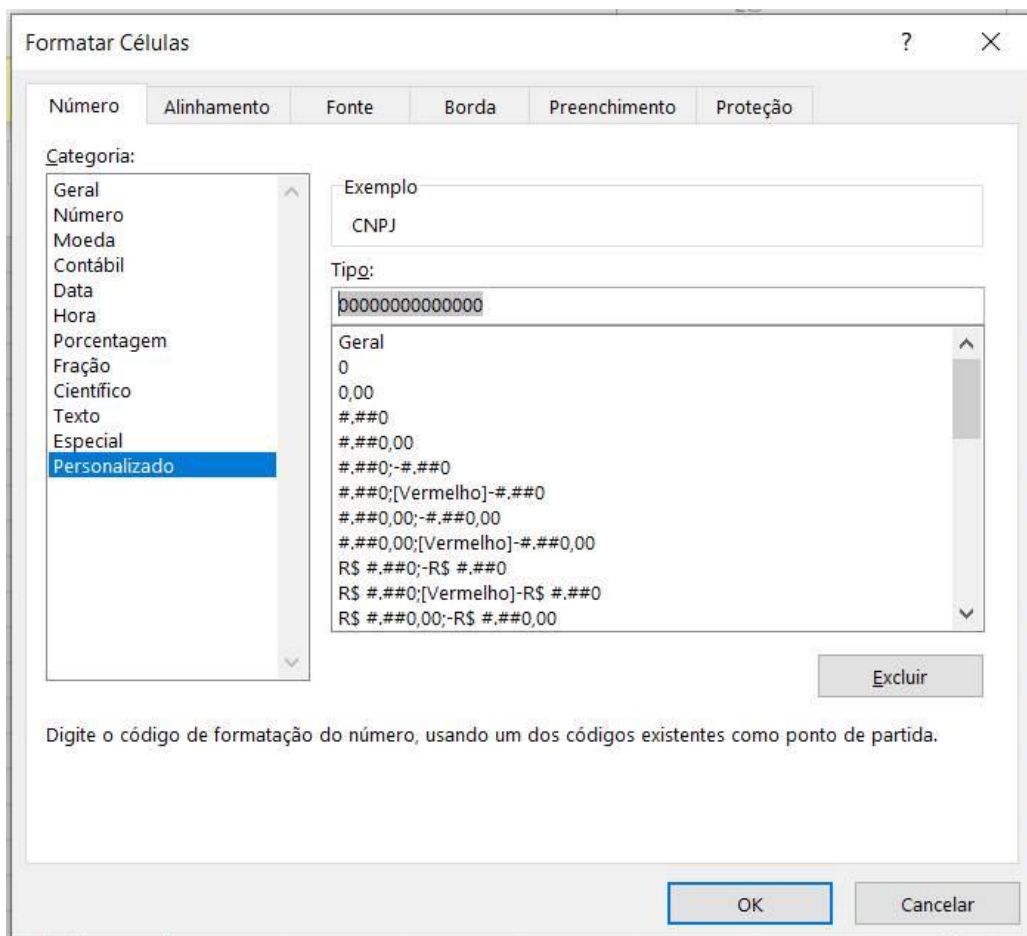 Formatar Células
Número Alinhamento Fonte Borda Preenchimento Proteção
Categoria:
Geral
Número
Moeda
Contábil
Data
Hora
Porcentagem
Fração
Científico
Texto
Especial
Personalizado
Exemplo
CNPJ
Tipo:
00000000000000
Geral
0
0,00
#.##0
#.##0,00
#.##0;-#.##0
#.##0;[Vermelho]-#.##0
#.##0,00;-#.##0,00
#.##0,00;[Vermelho]-#.##0,00
R$ #.##0;-R$ #.##0
R$ #.##0;[Vermelho]-R$ #.##0
R$ #.##0,00;-R$ #.##0,00
Excluir
Digite o código de formatação do número, usando um dos códigos existentes como ponto de partida.
OK Cancelar